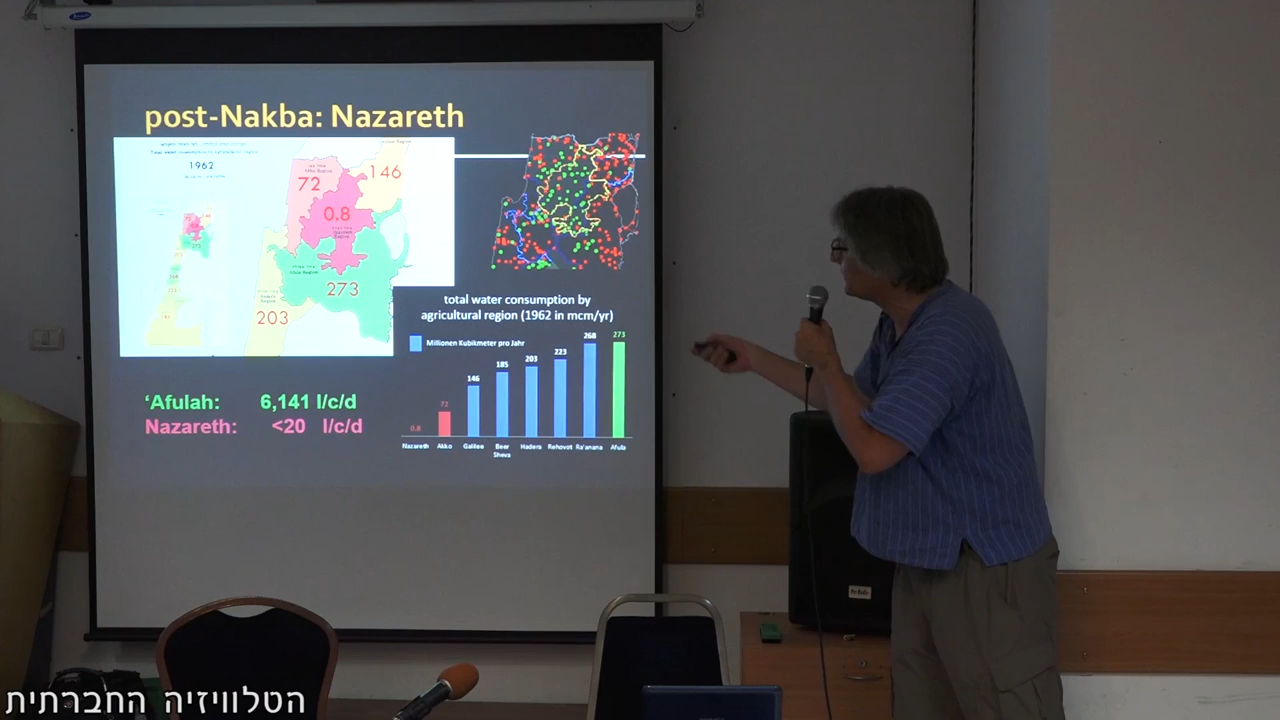 post-Nakba: Nazareth
1962
72
146
0.8
273
203
total water consumption by
agricultural region (1962 in mcm/yr)
Millionen Kubikmeter pro Jahr
0.8
72
146
185
203
223
268
273
Nazareth Akko Galilee Beer Sheva Hadera Rehovot Ra'anana Afula
‘Afulah: 6,141 l/c/d
Nazareth: <20 l/c/d
הטלוויזיה החברתית